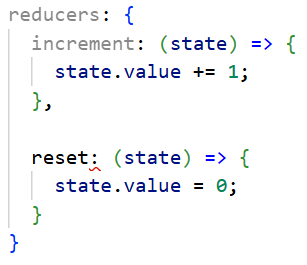 reducers: {
  increment: (state) => {
    state.value += 1;
  },

  reset: (state) => {
    state.value = 0;
  }
}